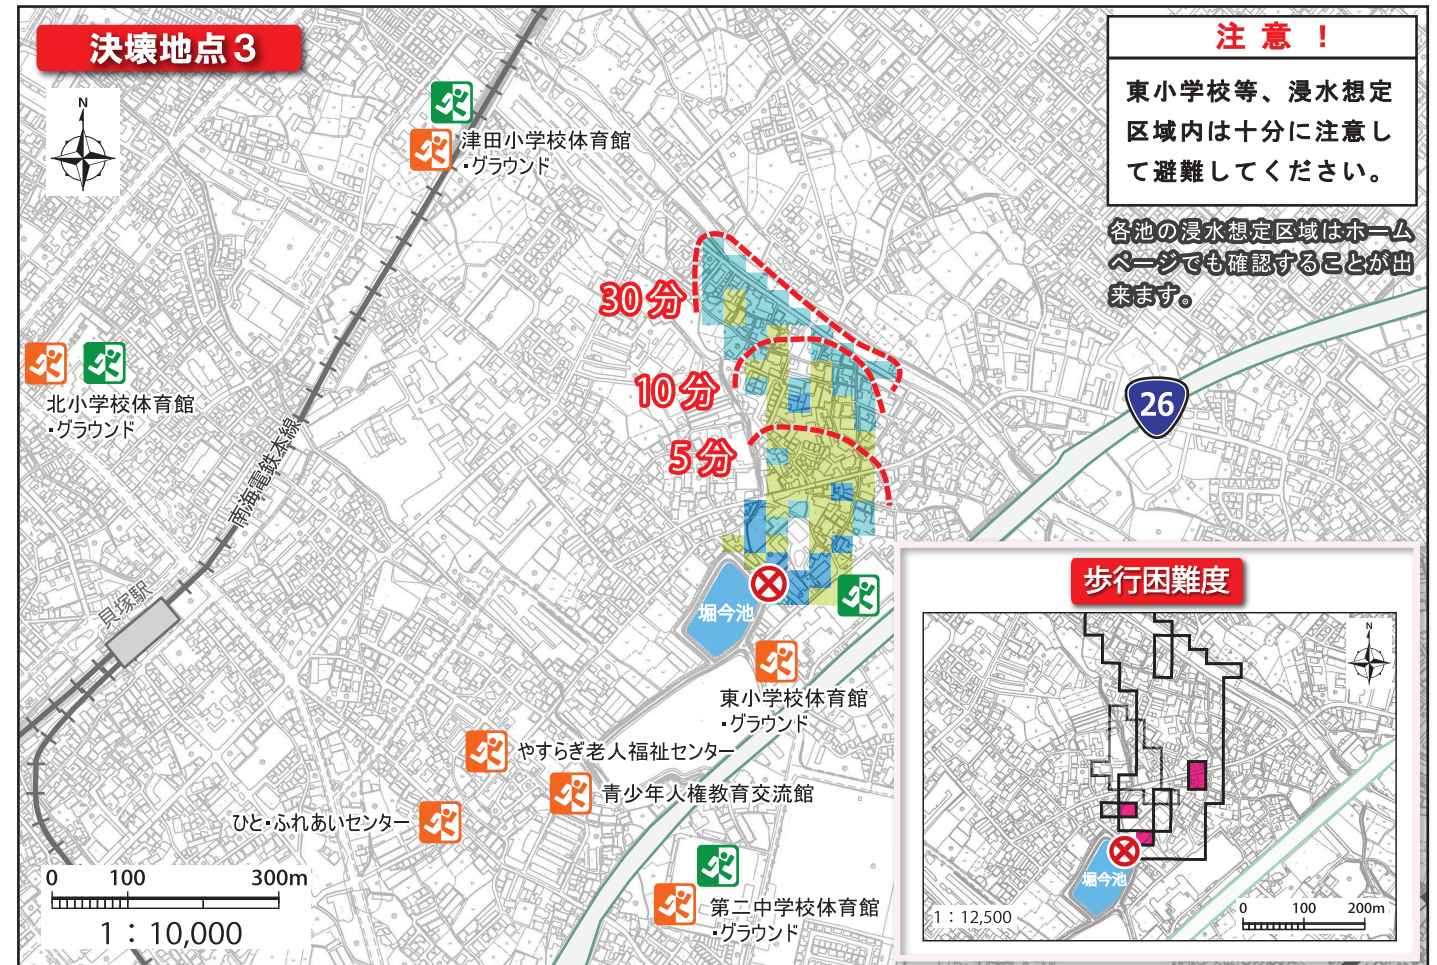 決壊地点3
N
注意！
東小学校等、浸水想定
区域内は十分に注意し
て避難してください。
各池の浸水想定区域はホーム
ページでも確認することが出
来ます。
津田小学校体育館
・グラウンド
30分
10分
5分
26
北小学校体育館
・グラウンド
南海電鉄本線
貝塚駅
堀今池
東小学校体育館
・グラウンド
やすらぎ老人福祉センター
青少年人権教育交流館
ひと・ふれあいセンター
第二中学校体育館
・グラウンド
0 100 300m
1：10,000
歩行困難度
N
堀今池
1：12,500
0 100 200m